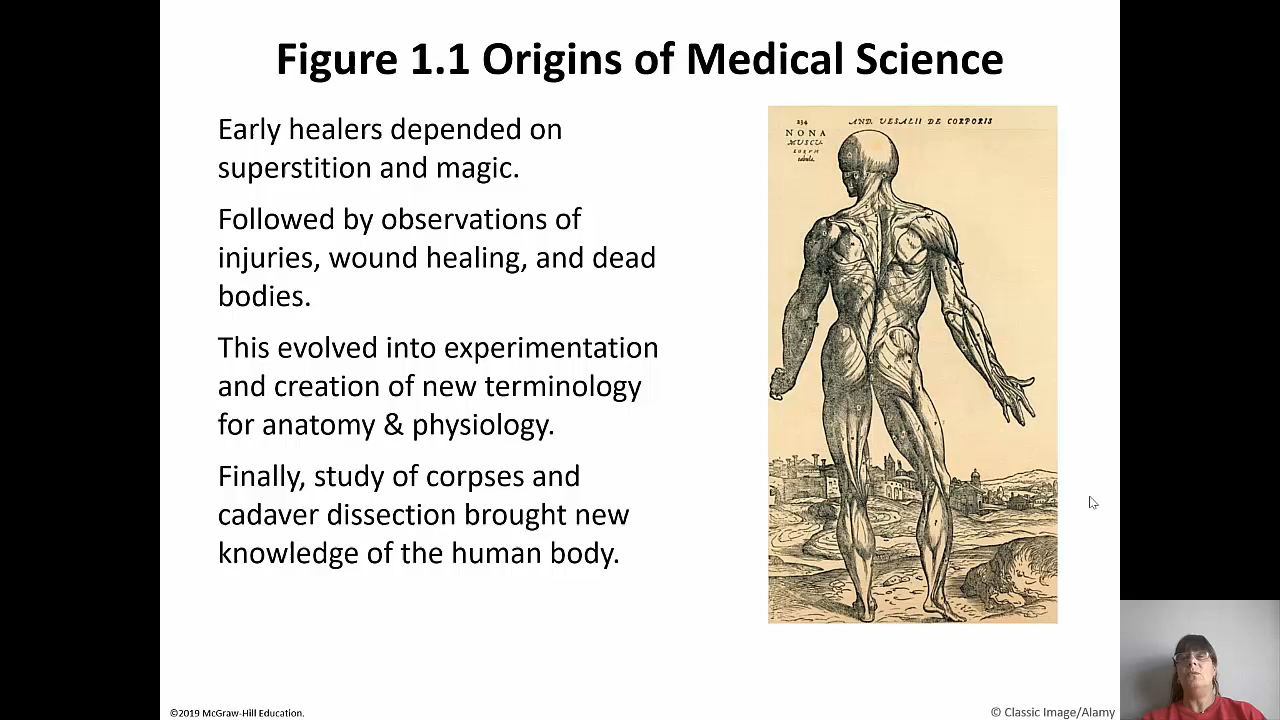 Figure 1.1 Origins of Medical Science
Early healers depended on
superstition and magic.
Followed by observations of
injuries, wound healing, and dead
bodies.
This evolved into experimentation
and creation of new terminology
for anatomy & physiology.
Finally, study of corpses and
cadaver dissection brought new
knowledge of the human body.
234
AND. VESALII DE CORPORIS
NONA
MUSCU-
LORVM
tabula.
©2019 McGraw-Hill Education.
© Classic Image/Alamy